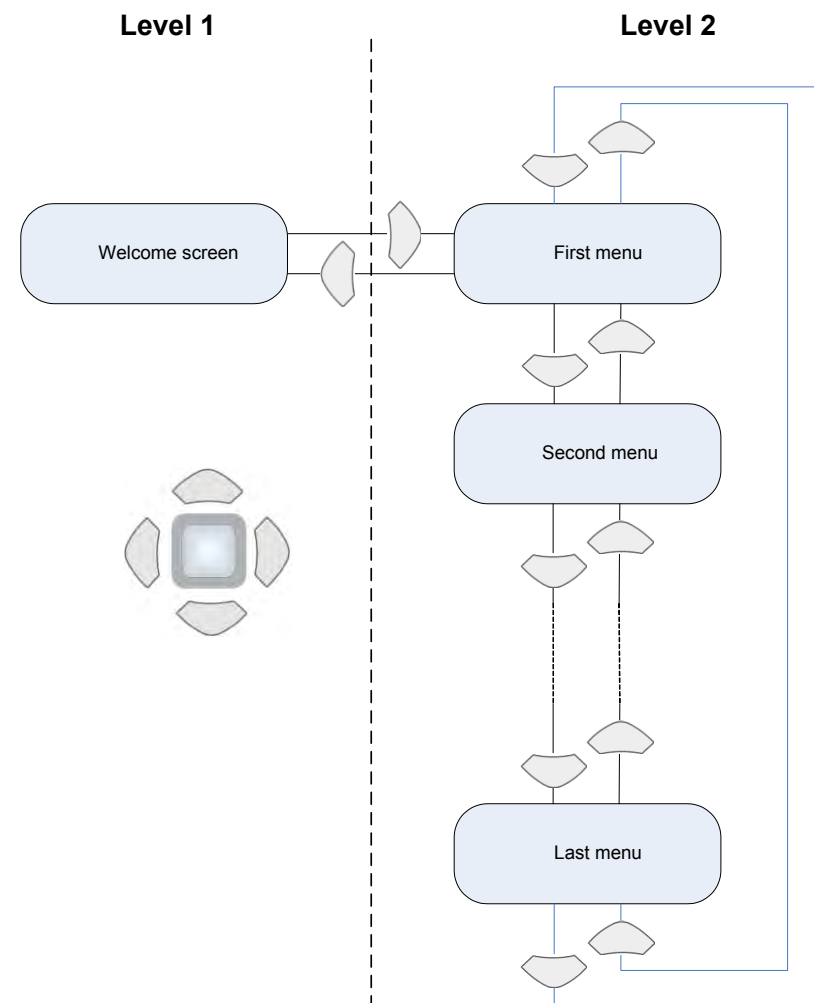 Level 1
Level 2
Welcome screen
First menu
Second menu
Last menu